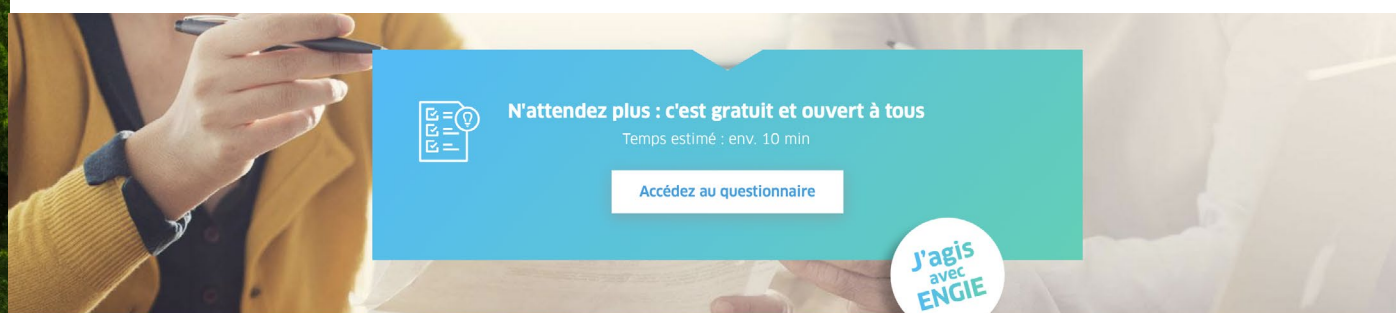 N'attendez plus : c'est gratuit et ouvert à tous
Temps estimé : env. 10 min
Accédez au questionnaire
J'agis
avec
ENGIE